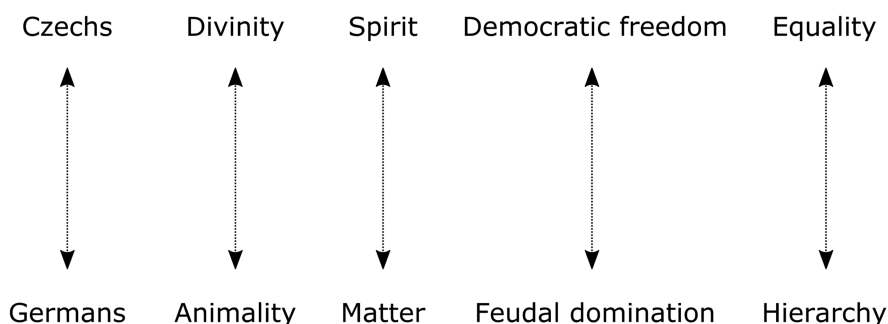 Czechs Divinity Spirit Democratic freedom Equality
Germans Animality Matter Feudal domination Hierarchy